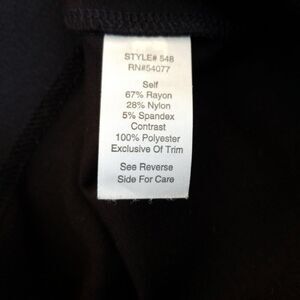 STYLE# 548
RN#54077
Self
67% Rayon
28% Nylon
5% Spandex
Contrast
100% Polyester
Exclusive Of Trim
See Reverse
Side For Care